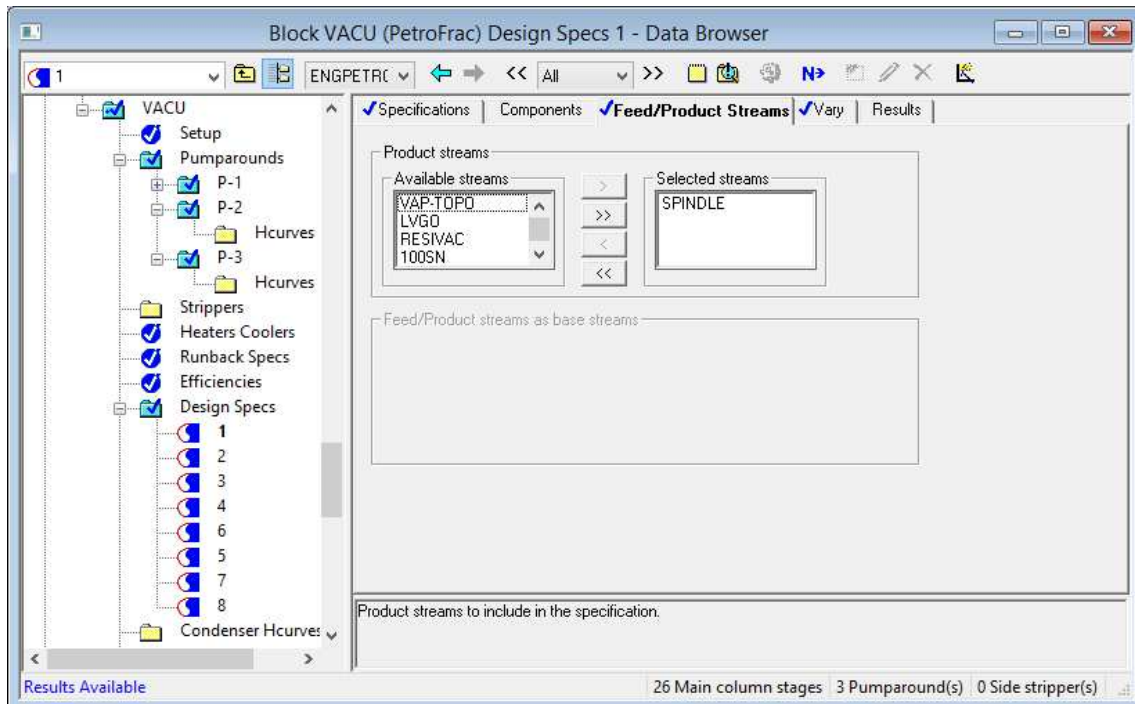 Block VACU (PetroFrac) Design Specs 1 - Data Browser
1 ENGPETRC << All >> N>
VACU
Setup
Pumparounds
P-1
P-2
Hcurves
P-3
Hcurves
Strippers
Heaters Coolers
Runback Specs
Efficiencies
Design Specs
1
2
3
4
6
5
7
8
Condenser Hcurves
Specifications Components Feed/Product Streams Vary Results
Product streams
Available streams
VAP-TOPO
LVGO
RESIVAC
100SN
>
>>
<
<<
Selected streams
SPINDLE
Feed/Product streams as base streams
Product streams to include in the specification.
Results Available 26 Main column stages 3 Pumparound(s) 0 Side stripper(s)